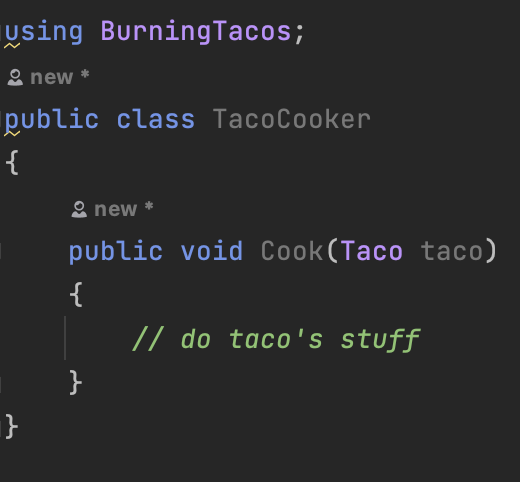 using BurningTacos;
new *
public class TacoCooker
{
new *
public void Cook(Taco taco)
{
// do taco's stuff
}
}